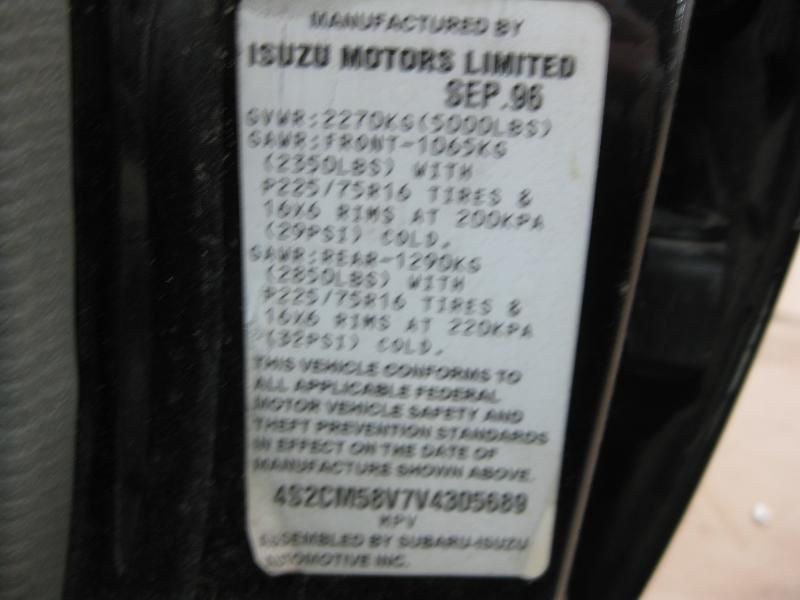 MANUFACTURED BY
ISUZU MOTORS LIMITED
SEP.96
GVWR:2270KG(5000LBS)
GAWR:FRONT-1065KG
(2350LBS) WITH
P225/75R16 TIRES &
16X6 RIMS AT 200KPA
(29PSI) COLD.
GAWR:REAR-1290KG
(2850LBS) WITH
P225/75R16 TIRES &
16X6 RIMS AT 220KPA
(32PSI) COLD.
THIS VEHICLE CONFORMS TO
ALL APPLICABLE FEDERAL
MOTOR VEHICLE SAFETY AND
THEFT PREVENTION STANDARDS
IN EFFECT ON THE DATE OF
MANUFACTURE SHOWN ABOVE.
4S2CM58V7V4305689
MPV
ASSEMBLED BY SUBARU-ISUZU
AUTOMOTIVE INC.